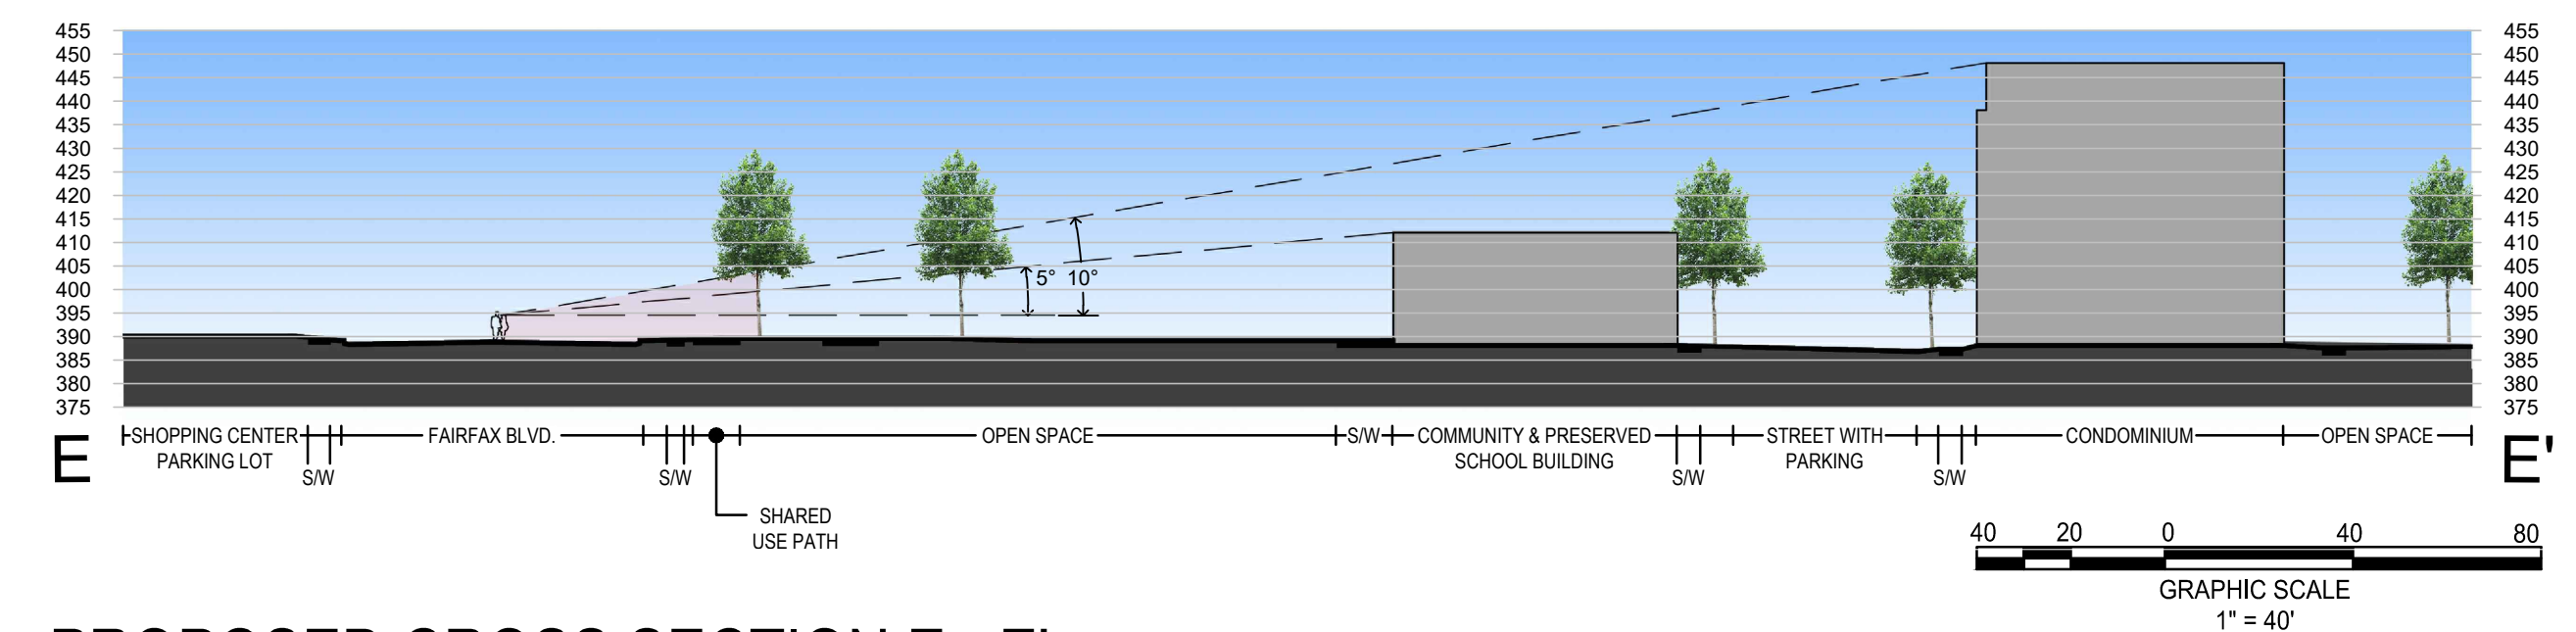 455 455
450 450
445 445
440 440
435 435
430 430
425 425
420 420
415 415
410 410
405 405
400 400
395 395
390 390
385 385
380 380
375 375
5° 10°
E
SHOPPING CENTER
PARKING LOT
S/W
FAIRFAX BLVD.
S/W
SHARED
USE PATH
OPEN SPACE
S/W
COMMUNITY & PRESERVED
SCHOOL BUILDING
S/W
STREET WITH
PARKING
S/W
CONDOMINIUM
OPEN SPACE
E'
40 20 0 40 80
GRAPHIC SCALE
1" = 40'
PROPOSED CROSS SECTION E - E'